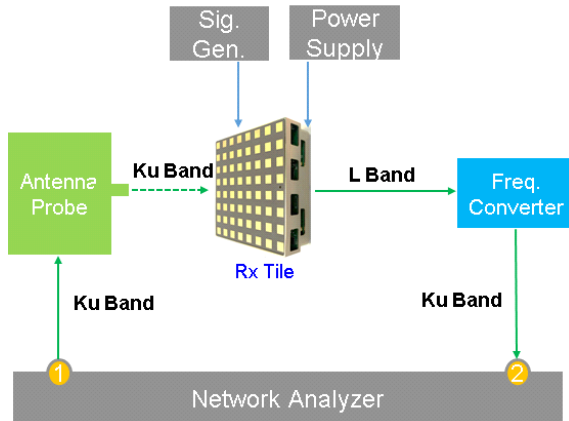 Sig.
Gen.
Power
Supply
Antenna
Probe
Ku Band
L Band
Freq.
Converter
Rx Tile
Ku Band
Ku Band
1
2
Network Analyzer